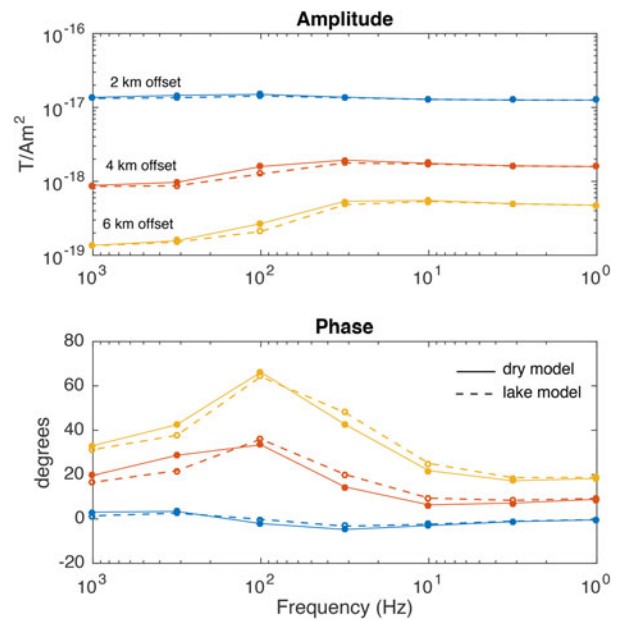 Amplitude
10^-16
2 km offset
10^-17
T/Am^2
4 km offset
10^-18
6 km offset
10^-19
10^3 10^2 10^1 10^0
Phase
80
60
40
20
0
-20
degrees
dry model
lake model
10^3 10^2 10^1 10^0
Frequency (Hz)